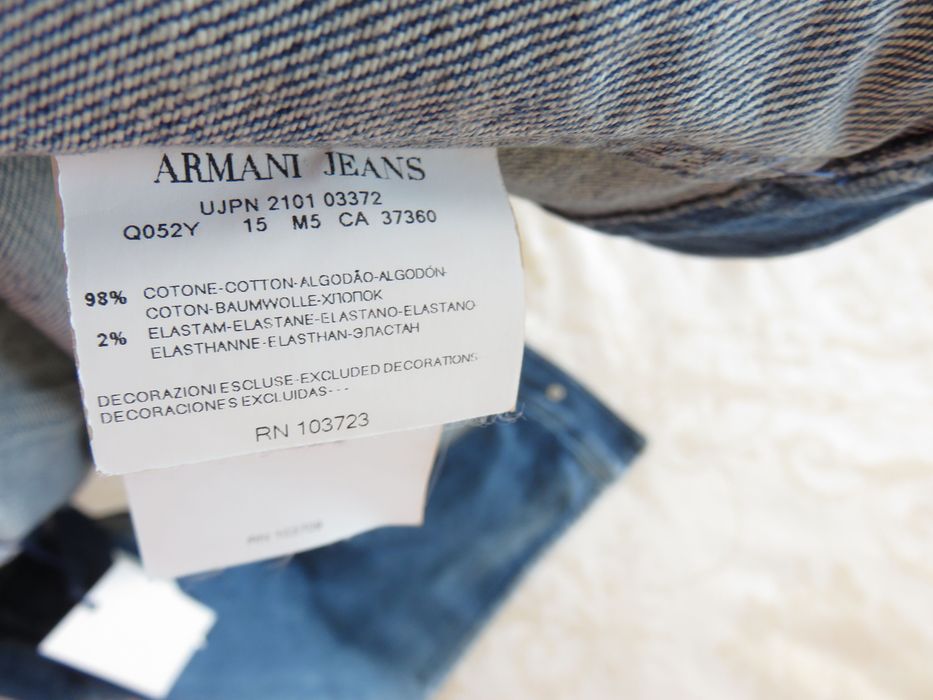 ARMANI JEANS
UJPN 2101 03372
Q052Y 15 M5 CA 37360
98% COTONE-COTTON-ALGODÃO-ALGODÓN-
COTON-BAUMWOLLE-ХЛОПОК
2% ELASTAM-ELASTANE-ELASTANO-ELASTANO-
ELASTHANNE-ELASTHAN-ЭЛАСТАН
DECORAZIONI ESCLUSE-EXCLUDED DECORATIONS-
DECORACIONES EXCLUIDAS- - -
RN 103723